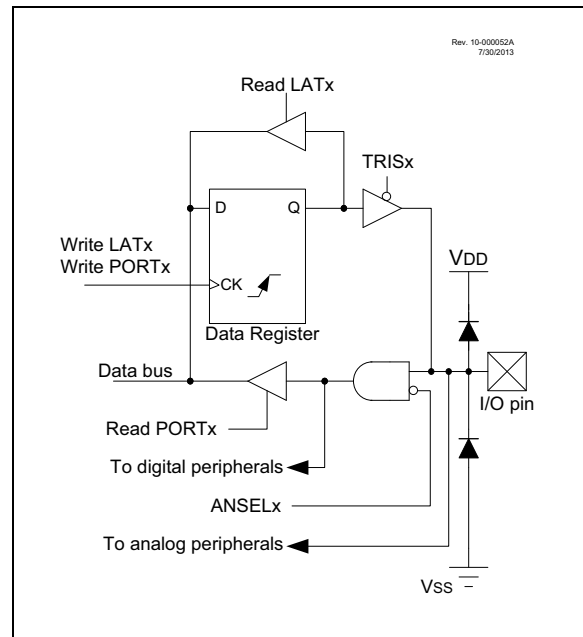 Rev. 10-000052A
7/30/2013
Read LATx
TRISx
D
Q
Write LATx
Write PORTx
CK
VDD
Data Register
Data bus
I/O pin
Read PORTx
To digital peripherals
ANSELx
To analog peripherals
VSS